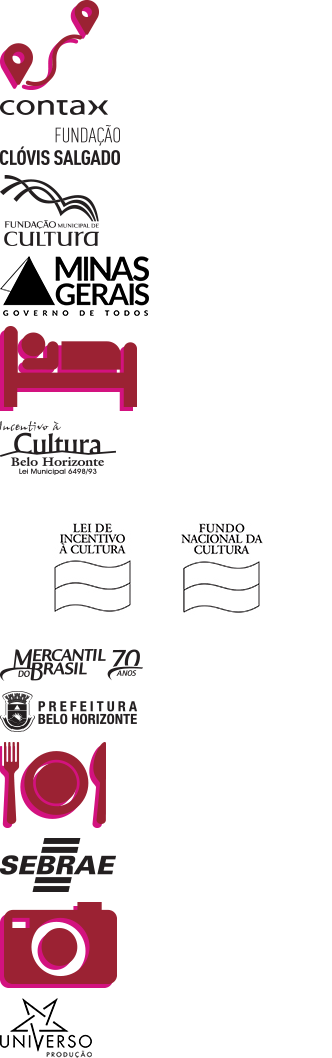 contax
FUNDAÇÃO
CLÓVIS SALGADO
FUNDAÇÃO MUNICIPAL DE
CULTURA
MINAS
GERAIS
GOVERNO DE TODOS
Incentivo à
Cultura
Belo Horizonte
Lei Municipal 6498/93
LEI DE
INCENTIVO
À CULTURA
FUNDO
NACIONAL DA
CULTURA
MERCANTIL
DO BRASIL
70
ANOS
PREFEITURA
BELO HORIZONTE
SEBRAE
UNIVERSO
PRODUÇÃO